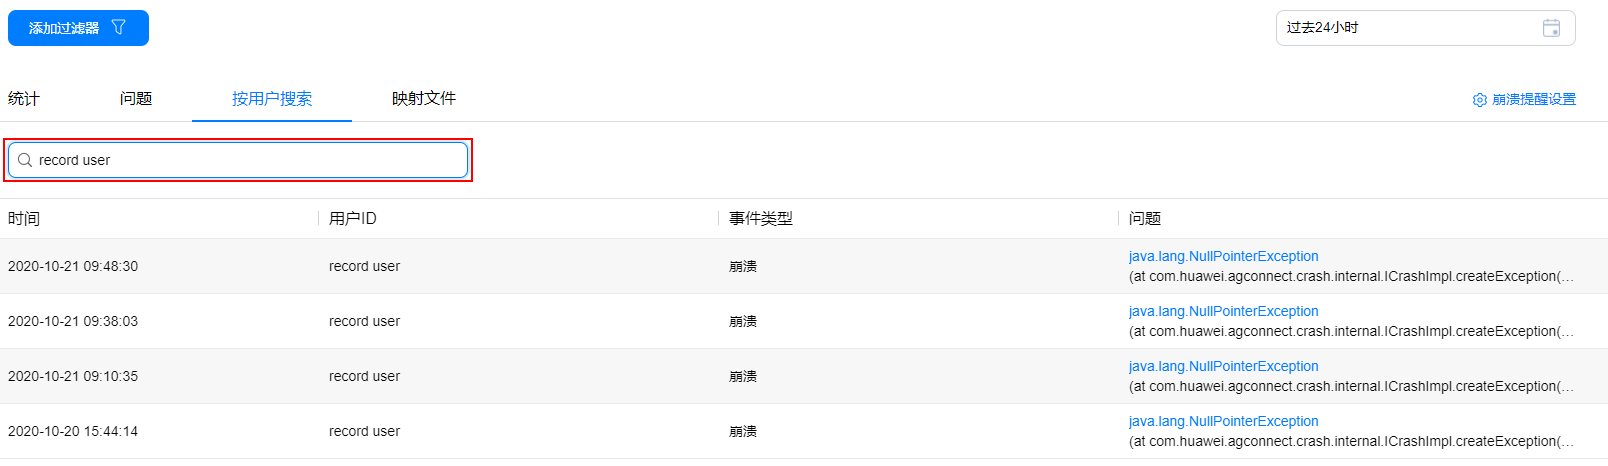 添加过滤器
过去24小时
统计 问题 按用户搜索 映射文件 崩溃提醒设置
record user
时间 用户ID 事件类型 问题
2020-10-21 09:48:30 record user 崩溃 java.lang.NullPointerException
(at com.huawei.agconnect.crash.internal.ICrashImpl.createException(...
2020-10-21 09:38:03 record user 崩溃 java.lang.NullPointerException
(at com.huawei.agconnect.crash.internal.ICrashImpl.createException(...
2020-10-21 09:10:35 record user 崩溃 java.lang.NullPointerException
(at com.huawei.agconnect.crash.internal.ICrashImpl.createException(...
2020-10-20 15:44:14 record user 崩溃 java.lang.NullPointerException
(at com.huawei.agconnect.crash.internal.ICrashImpl.createException(...